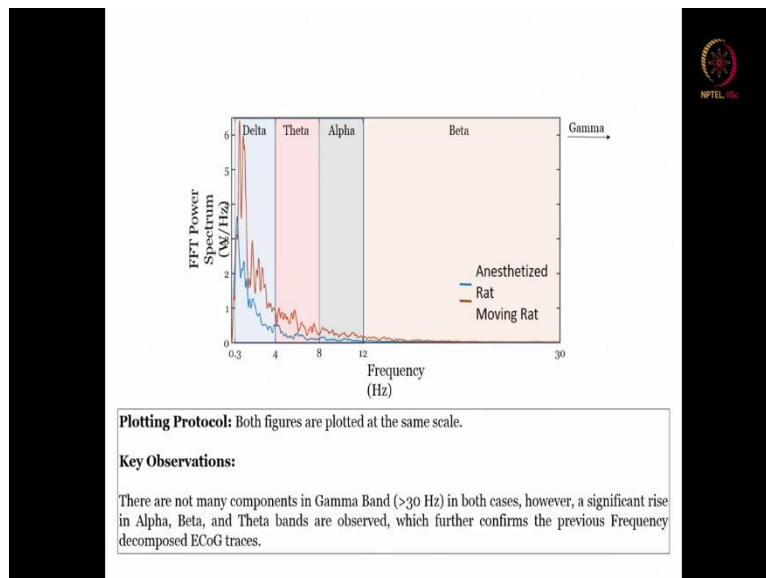 NPTEL, IISc
Delta Theta Alpha Beta Gamma
6
5
FFT Power
Spectrum
(W/Hz)
2
1
0
Anesthetized
Rat
Moving Rat
0.3 4 8 12 30
Frequency
(Hz)
Plotting Protocol: Both figures are plotted at the same scale.
Key Observations:
There are not many components in Gamma Band (>30 Hz) in both cases, however, a significant rise
in Alpha, Beta, and Theta bands are observed, which further confirms the previous Frequency
decomposed ECoG traces.